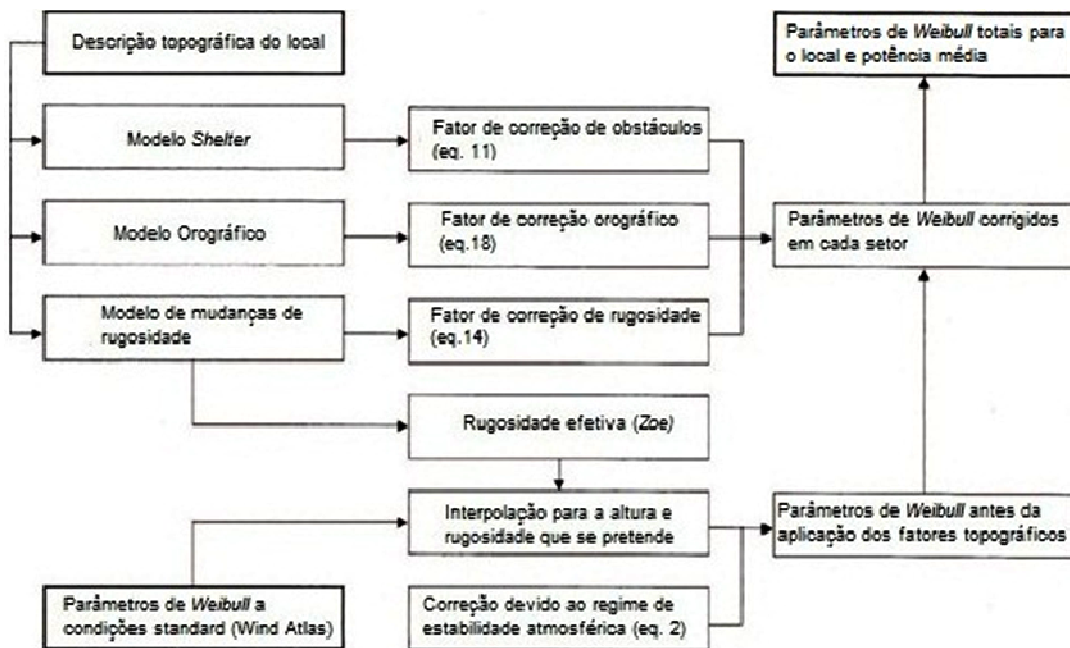 Descrição topográfica do local
Parâmetros de Weibull totais para
o local e potência média
Modelo Shelter
Fator de correção de obstáculos
(eq. 11)
Modelo Orográfico
Fator de correção orográfico
(eq.18)
Parâmetros de Weibull corrigidos
em cada setor
Modelo de mudanças de
rugosidade
Fator de correção de rugosidade
(eq.14)
Rugosidade efetiva (Zoe)
Interpolação para a altura e
rugosidade que se pretende
Parâmetros de Weibull antes da
aplicação dos fatores topográficos
Parâmetros de Weibull a
condições standard (Wind Atlas)
Correção devido ao regime de
estabilidade atmosférica (eq. 2)